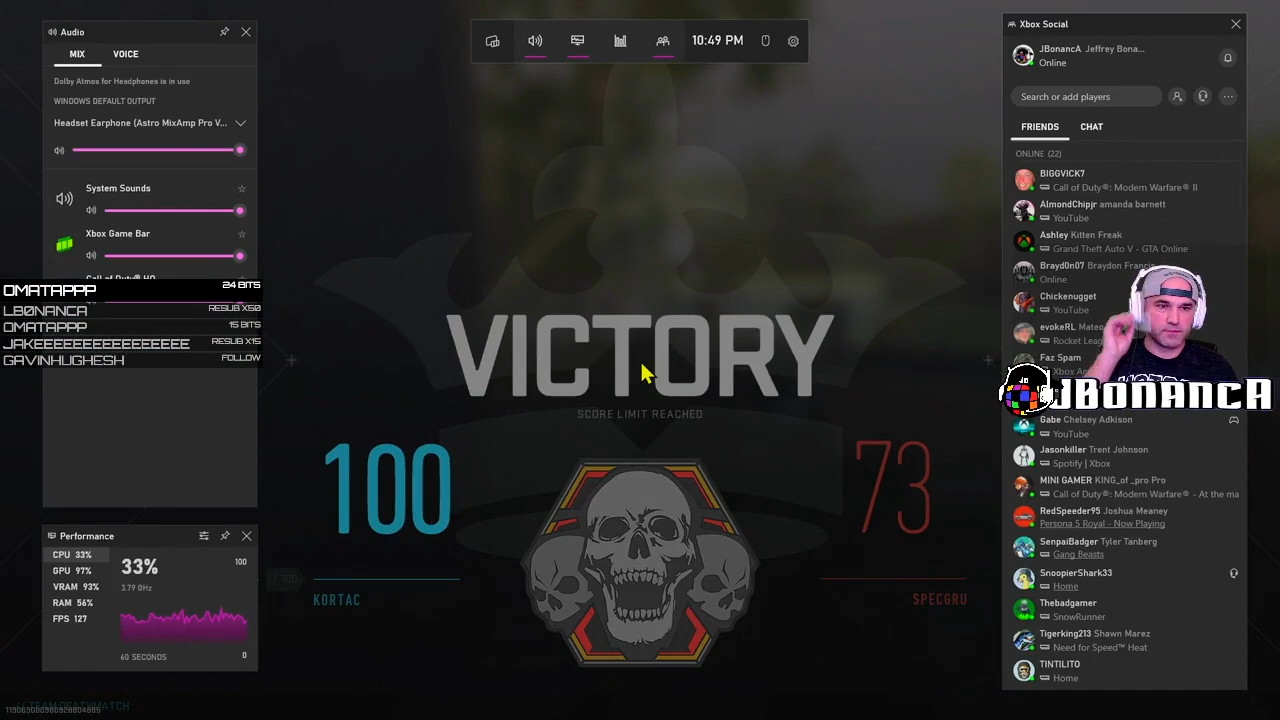 Audio
MIX
VOICE
Dolby Atmos for Headphones is in use
WINDOWS DEFAULT OUTPUT
Headset Earphone (Astro MixAmp Pro V...
System Sounds
Xbox Game Bar
OMATAPPP 24 BITS
LBONANCA RESUB X50
OMATAPPP 15 BITS
JAKEEEEEEEEEEEEEEEEE RESUB X15
GAVINHUGHESH FOLLOW
Performance
CPU 33%
GPU 97%
VRAM 93%
RAM 56%
FPS 127
33%
3.79 GHz
100
60 SECONDS
0
10:49 PM
VICTORY
SCORE LIMIT REACHED
100
73
/ 100
KORTAC
SPECGRU
// TEAM DEATHMATCH
Xbox Social
JBonancA Jeffrey Bona...
Online
Search or add players
FRIENDS
CHAT
ONLINE (22)
BIGGVICK7
Call of Duty®: Modern Warfare® II
AlmondChipjr amanda barnett
YouTube
Ashley Kitten Freak
Grand Theft Auto V - GTA Online
Brayd0n07 Braydon Francis
Online
Chickenugget
YouTube
evokeRL Mateo
Rocket Leag
Faz Spam
JBONANCA
Gabe Chelsey Adkison
YouTube
Jasonkiller Trent Johnson
Spotify | Xbox
MINI GAMER KING_of _pro Pro
Call of Duty®: Modern Warfare® - At the ma
RedSpeeder95 Joshua Meaney
Persona 5 Royal - Now Playing
SenpaiBadger Tyler Tanberg
Gang Beasts
SnoopierShark33
Home
Thebadgamer
SnowRunner
Tigerking213 Shawn Marez
Need for Speed™ Heat
TINTILITO
Home